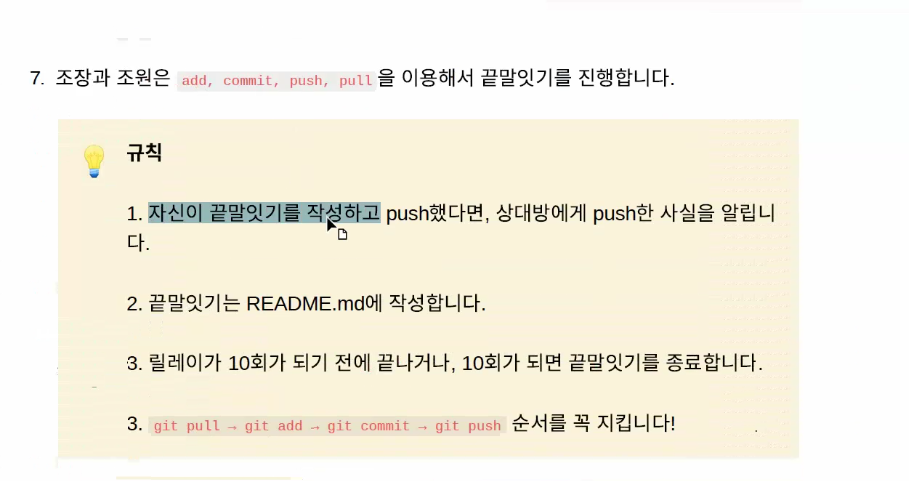 7. 조장과 조원은 add, commit, push, pull을 이용해서 끝말잇기를 진행합니다.
규칙
1. 자신이 끝말잇기를 작성하고 push했다면, 상대방에게 push한 사실을 알립니
다.
2. 끝말잇기는 README.md에 작성합니다.
3. 릴레이가 10회가 되기 전에 끝나거나, 10회가 되면 끝말잇기를 종료합니다.
3. git pull → git add → git commit → git push 순서를 꼭 지킵니다!